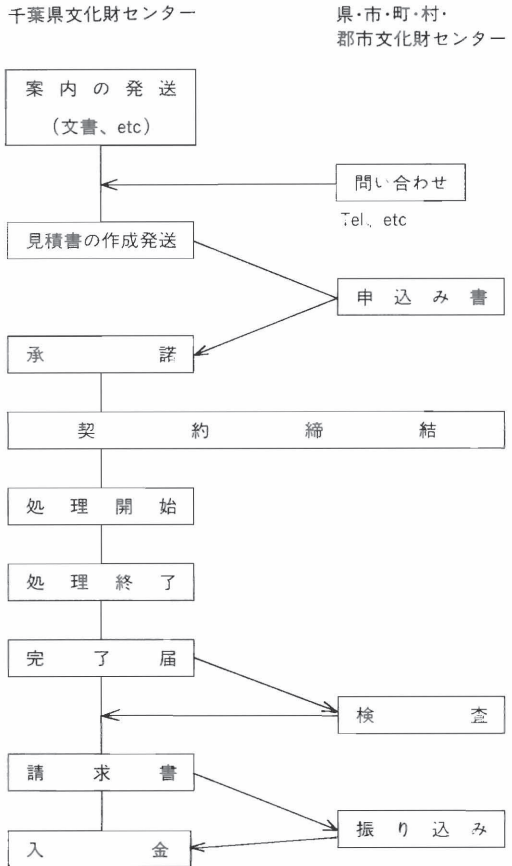 千葉県文化財センター
県・市・町・村・
郡市文化財センター
案内の発送
(文書、etc)
問い合わせ
Tel、etc
見積書の作成発送
申込み書
承諾
契約締結
処理開始
処理終了
完了届
検査
請求書
振り込み
入金